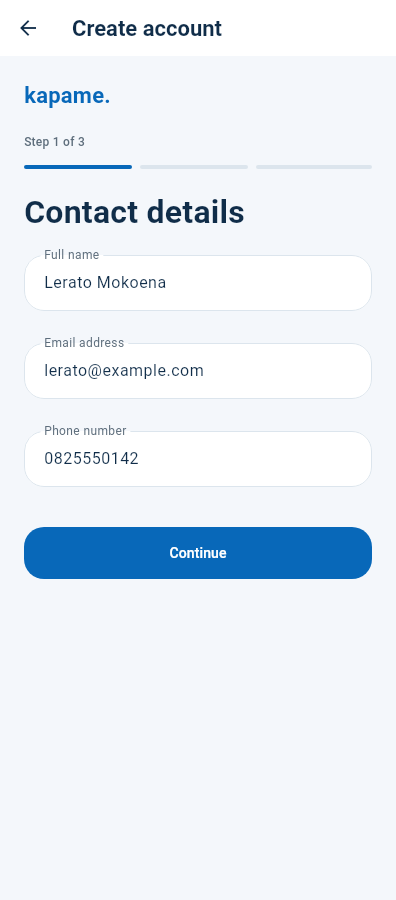 Create account
kapame.
Step 1 of 3
Contact details
Full name
Lerato Mokoena
Email address
lerato@example.com
Phone number
0825550142
Continue